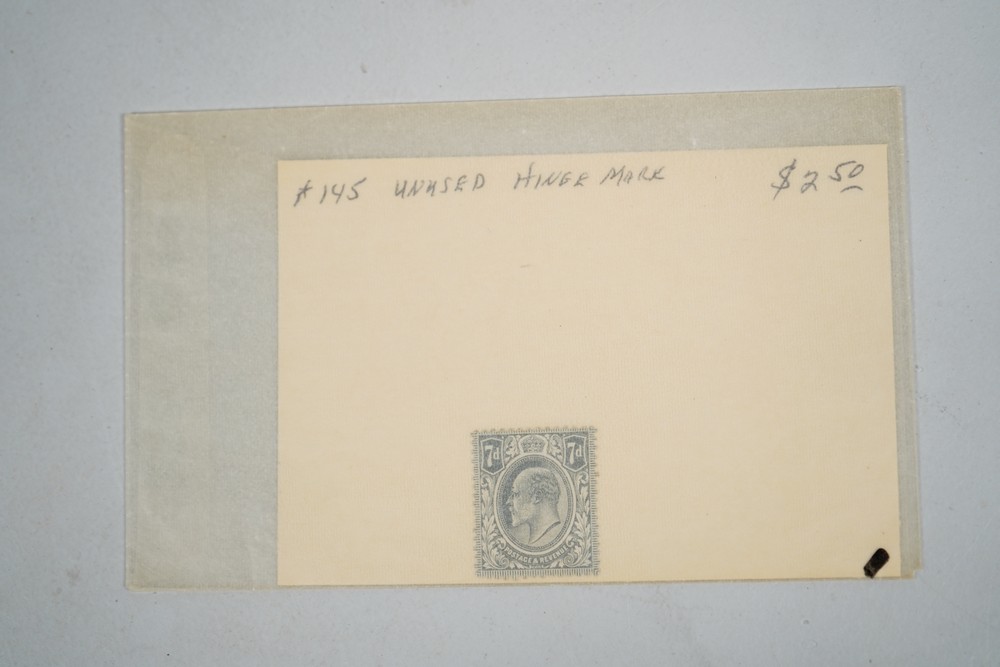 # 145 UNUSED HINGE MARK $2 50
7d 7d
POSTAGE & REVENUE